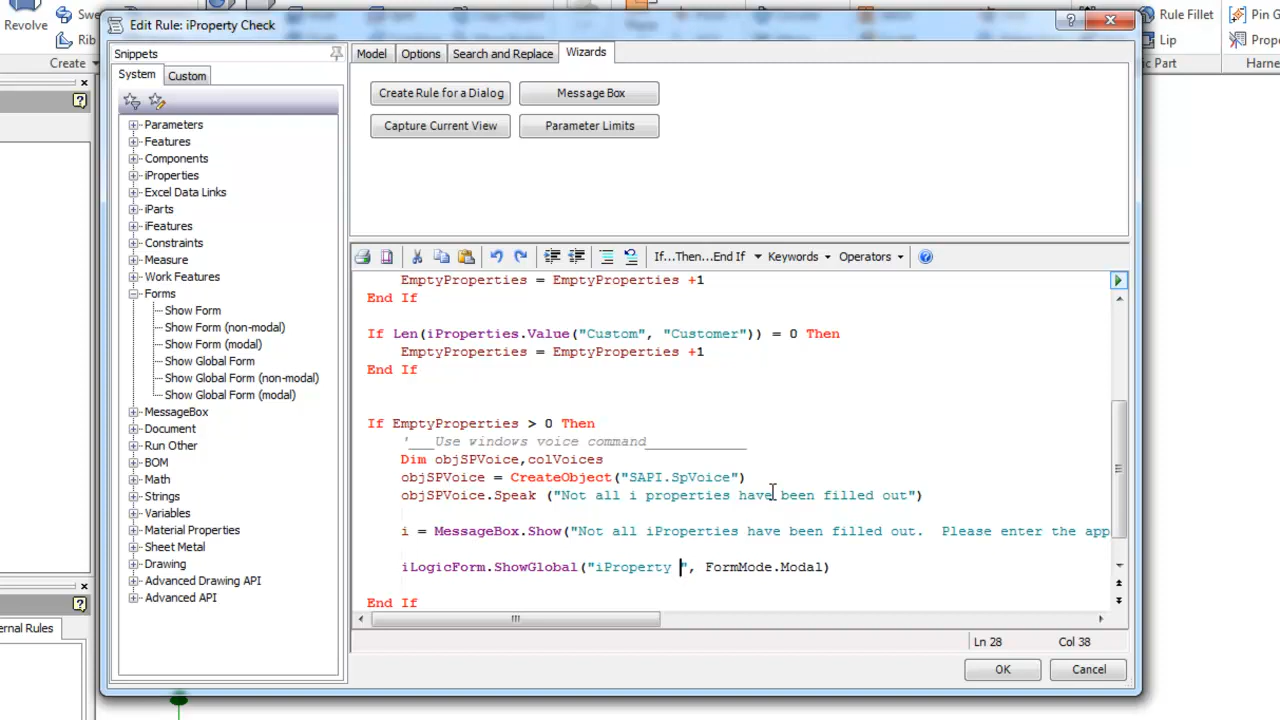 Revolve
Swe
Rib
Create
Edit Rule: iProperty Check
Rule Fillet
Lip
Pin G
Prope
ic Part
Harne
Snippets
System
Custom
Parameters
Features
Components
iProperties
Excel Data Links
iParts
iFeatures
Constraints
Measure
Work Features
Forms
Show Form
Show Form (non-modal)
Show Form (modal)
Show Global Form
Show Global Form (non-modal)
Show Global Form (modal)
MessageBox
Document
Run Other
BOM
Math
Strings
Variables
Material Properties
Sheet Metal
Drawing
Advanced Drawing API
Advanced API
ernal Rules
Model
Options
Search and Replace
Wizards
Create Rule for a Dialog
Message Box
Capture Current View
Parameter Limits
If...Then...End If
Keywords
Operators
EmptyProperties = EmptyProperties +1
End If
If Len(iProperties.Value("Custom", "Customer")) = 0 Then
EmptyProperties = EmptyProperties +1
End If
If EmptyProperties > 0 Then
'___Use windows voice command____________
Dim objSPVoice,colVoices
objSPVoice = CreateObject("SAPI.SpVoice")
objSPVoice.Speak ("Not all i properties have been filled out")
i = MessageBox.Show("Not all iProperties have been filled out.  Please enter the app
iLogicForm.ShowGlobal("iProperty ", FormMode.Modal)
End If
Ln 28
Col 38
OK
Cancel